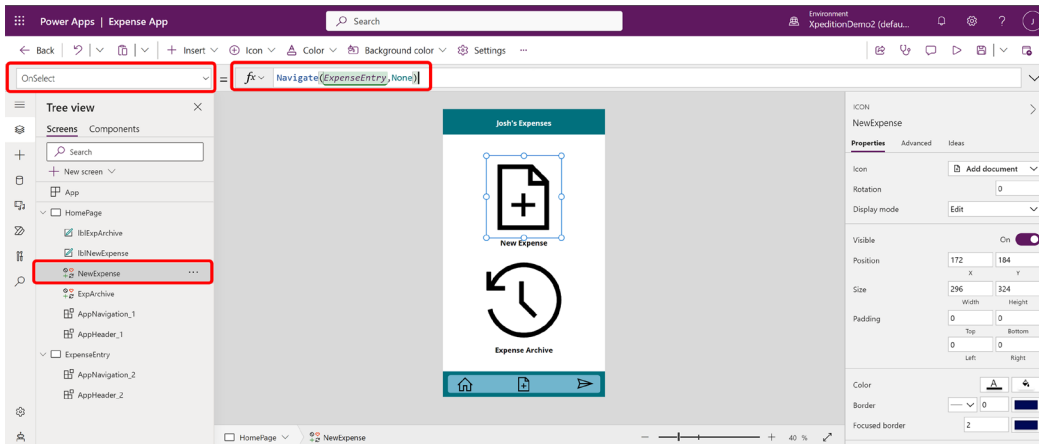 Power Apps | Expense App
Search
Environment
XpeditionDemo2 (defau...
J
Back
Insert
Icon
Color
Background color
Settings
...
OnSelect
=
fx
Navigate(ExpenseEntry,None)
Tree view
Screens
Components
Search
New screen
App
HomePage
lblExpArchive
lblNewExpense
NewExpense
...
ExpArchive
AppNavigation_1
AppHeader_1
ExpenseEntry
AppNavigation_2
AppHeader_2
Josh's Expenses
New Expense
Expense Archive
HomePage
NewExpense
40 %
ICON
NewExpense
Properties
Advanced
Ideas
Icon
Add document
Rotation
0
Display mode
Edit
Visible
On
Position
172
184
X
Y
Size
296
324
Width
Height
Padding
0
0
Top
Bottom
0
0
Left
Right
Color
A
Border
0
Focused border
2